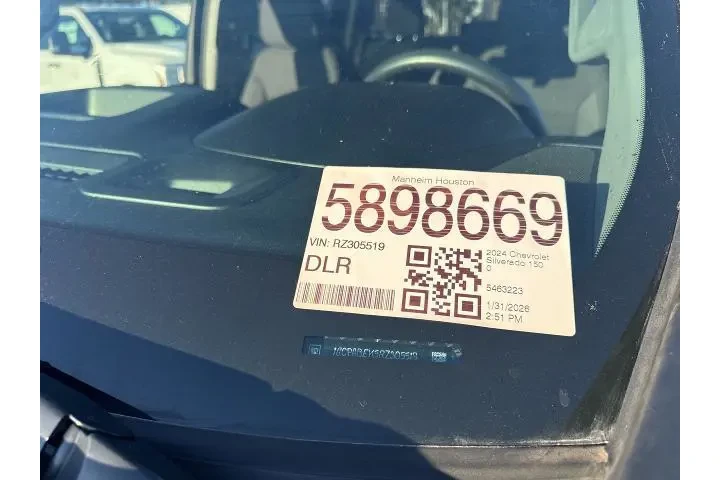 Manheim Houston
5898669
VIN: RZ305519
DLR
2024 Chevrolet
Silverado 150
0
5463223
1/31/2026
2:51 PM